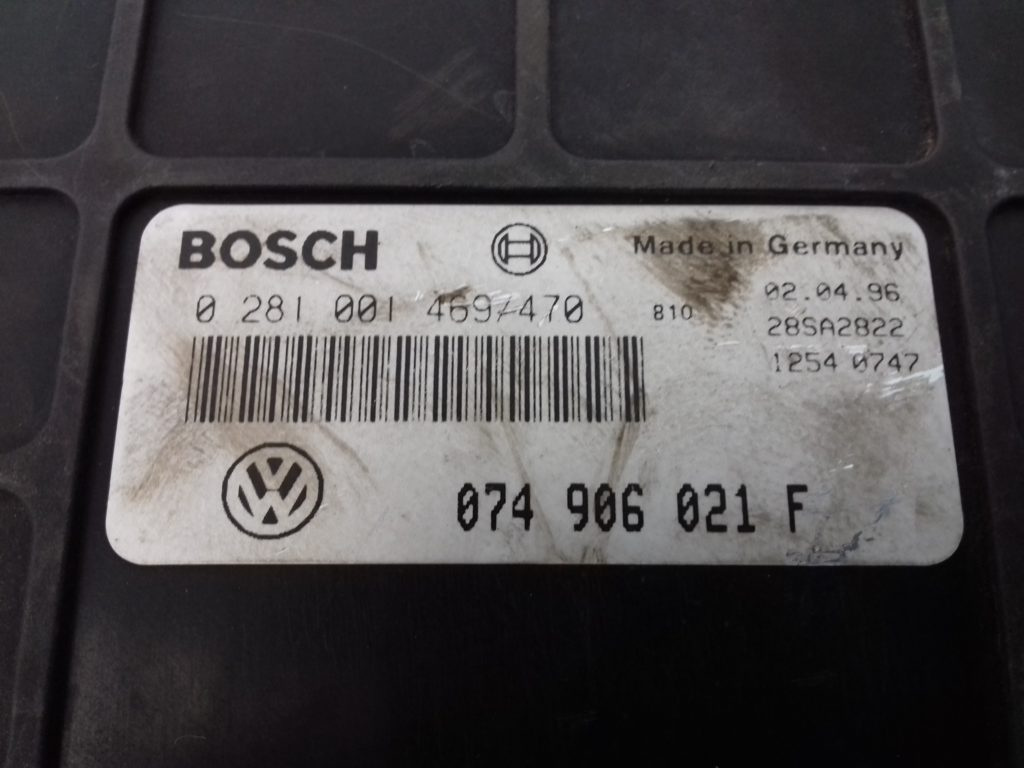 BOSCH
Made in Germany
0 281 001 469/470
810
02.04.96
28SA2822
1254 0747
074 906 021 F